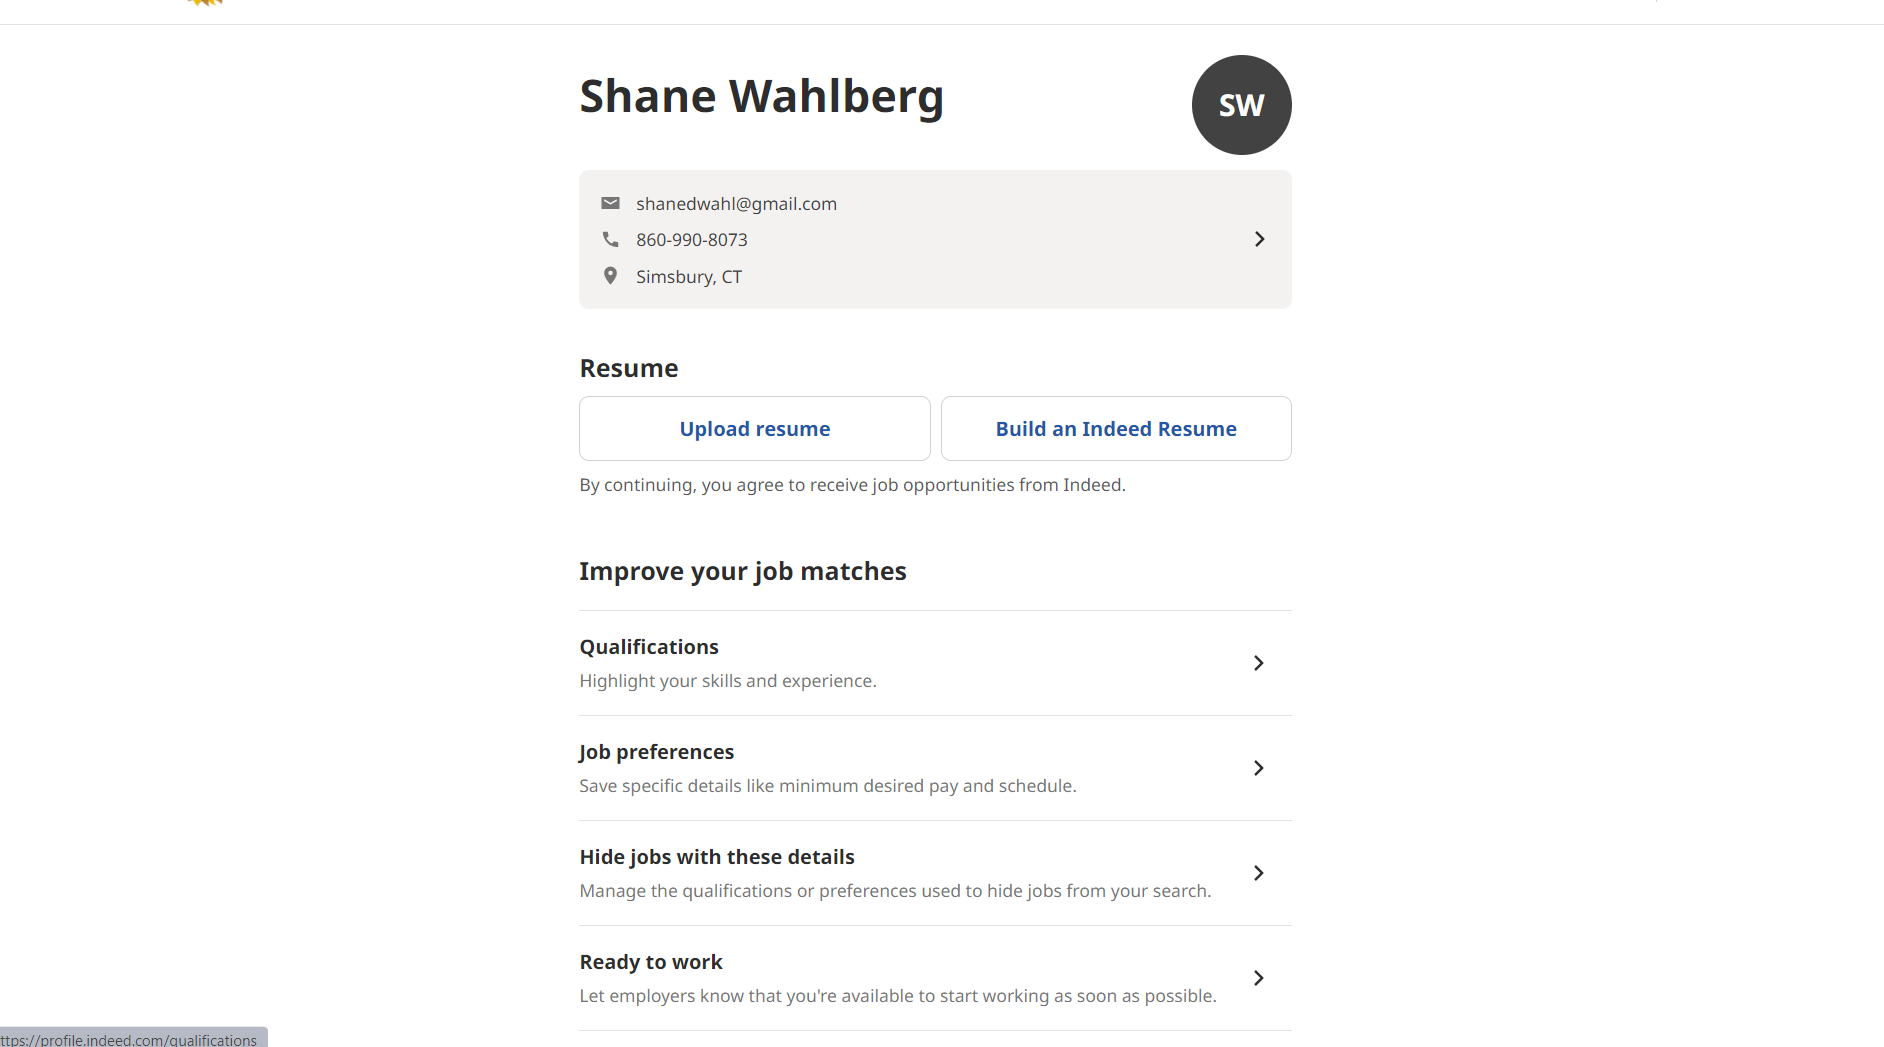 Shane Wahlberg
SW
shanedwahl@gmail.com
860-990-8073
Simsbury, CT
Resume
Upload resume
Build an Indeed Resume
By continuing, you agree to receive job opportunities from Indeed.
Improve your job matches
Qualifications
Highlight your skills and experience.
Job preferences
Save specific details like minimum desired pay and schedule.
Hide jobs with these details
Manage the qualifications or preferences used to hide jobs from your search.
Ready to work
Let employers know that you're available to start working as soon as possible.
ttps://profile.indeed.com/qualifications